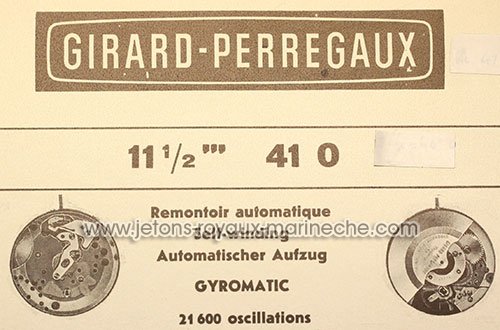 GIRARD-PERREGAUX
11 ½ ''' 41 0
Remontoir automatique
Self-winding
www.jetons-royaux-marineche.com
Automatischer Aufzug
GYROMATIC
21 600 oscillations